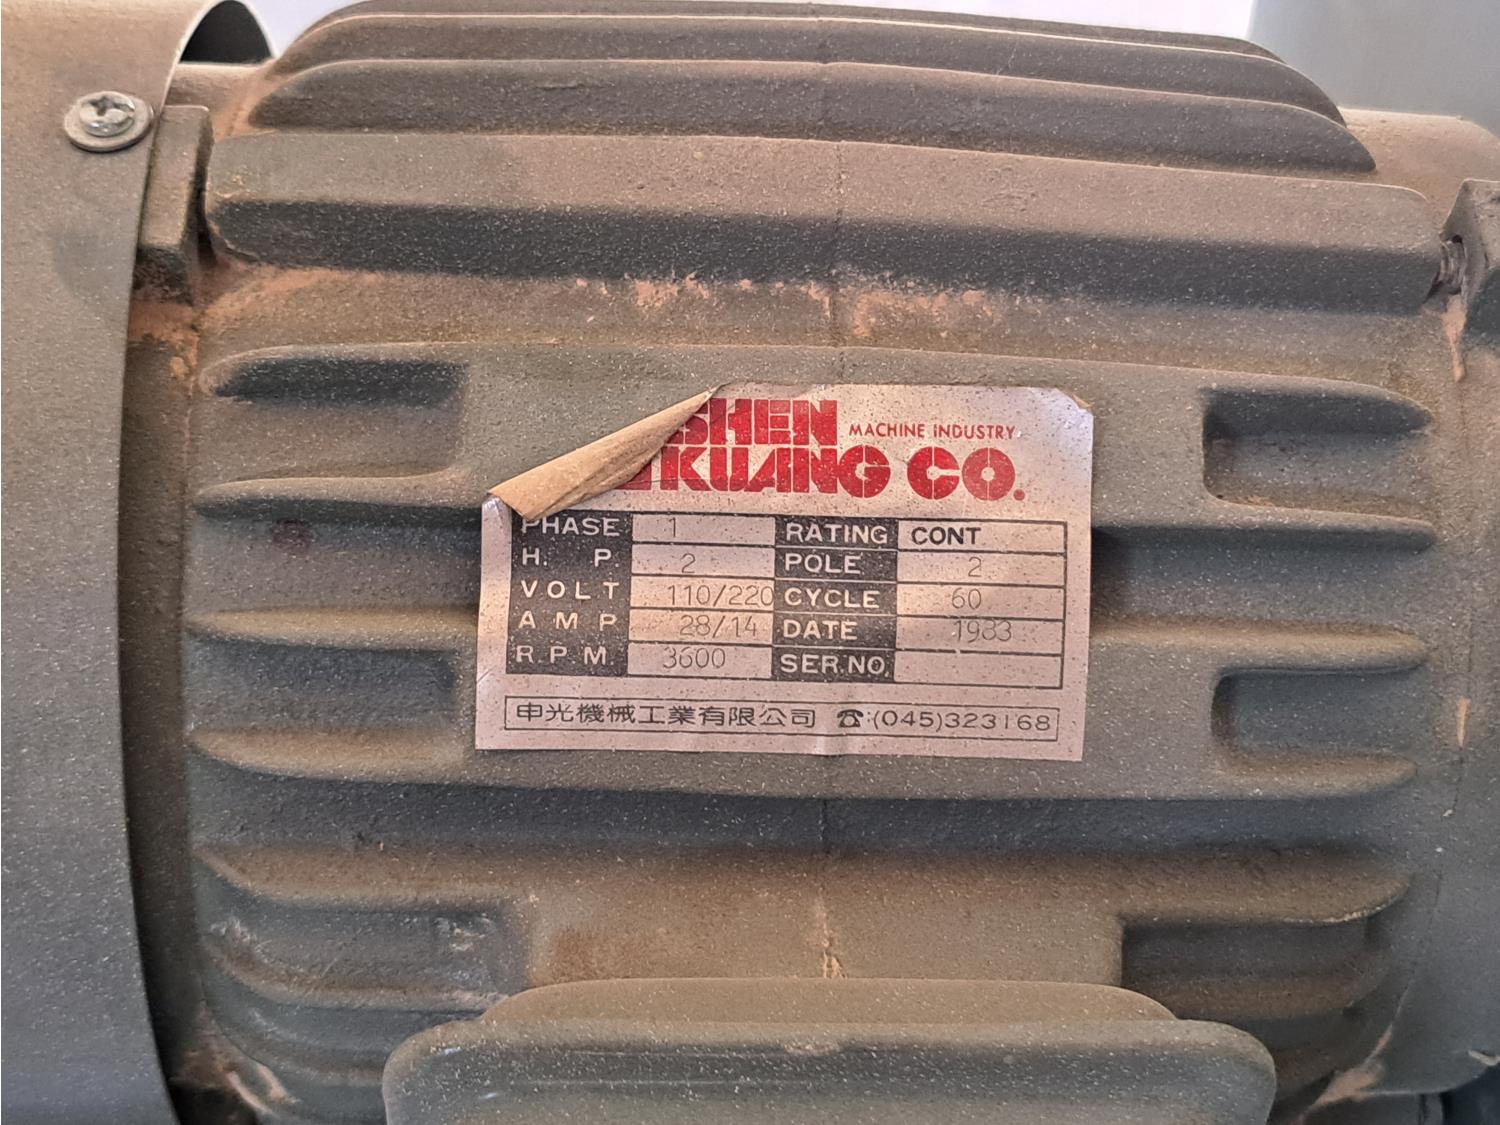 SHEN MACHINE INDUSTRY
KUANG CO.
PHASE 1 RATING CONT
H. P. 2 POLE 2
VOLT 110/220 CYCLE 60
AMP 28/14 DATE 1983
R.P.M. 3600 SER.NO.
申光機械工業有限公司 ☎:(045)323168